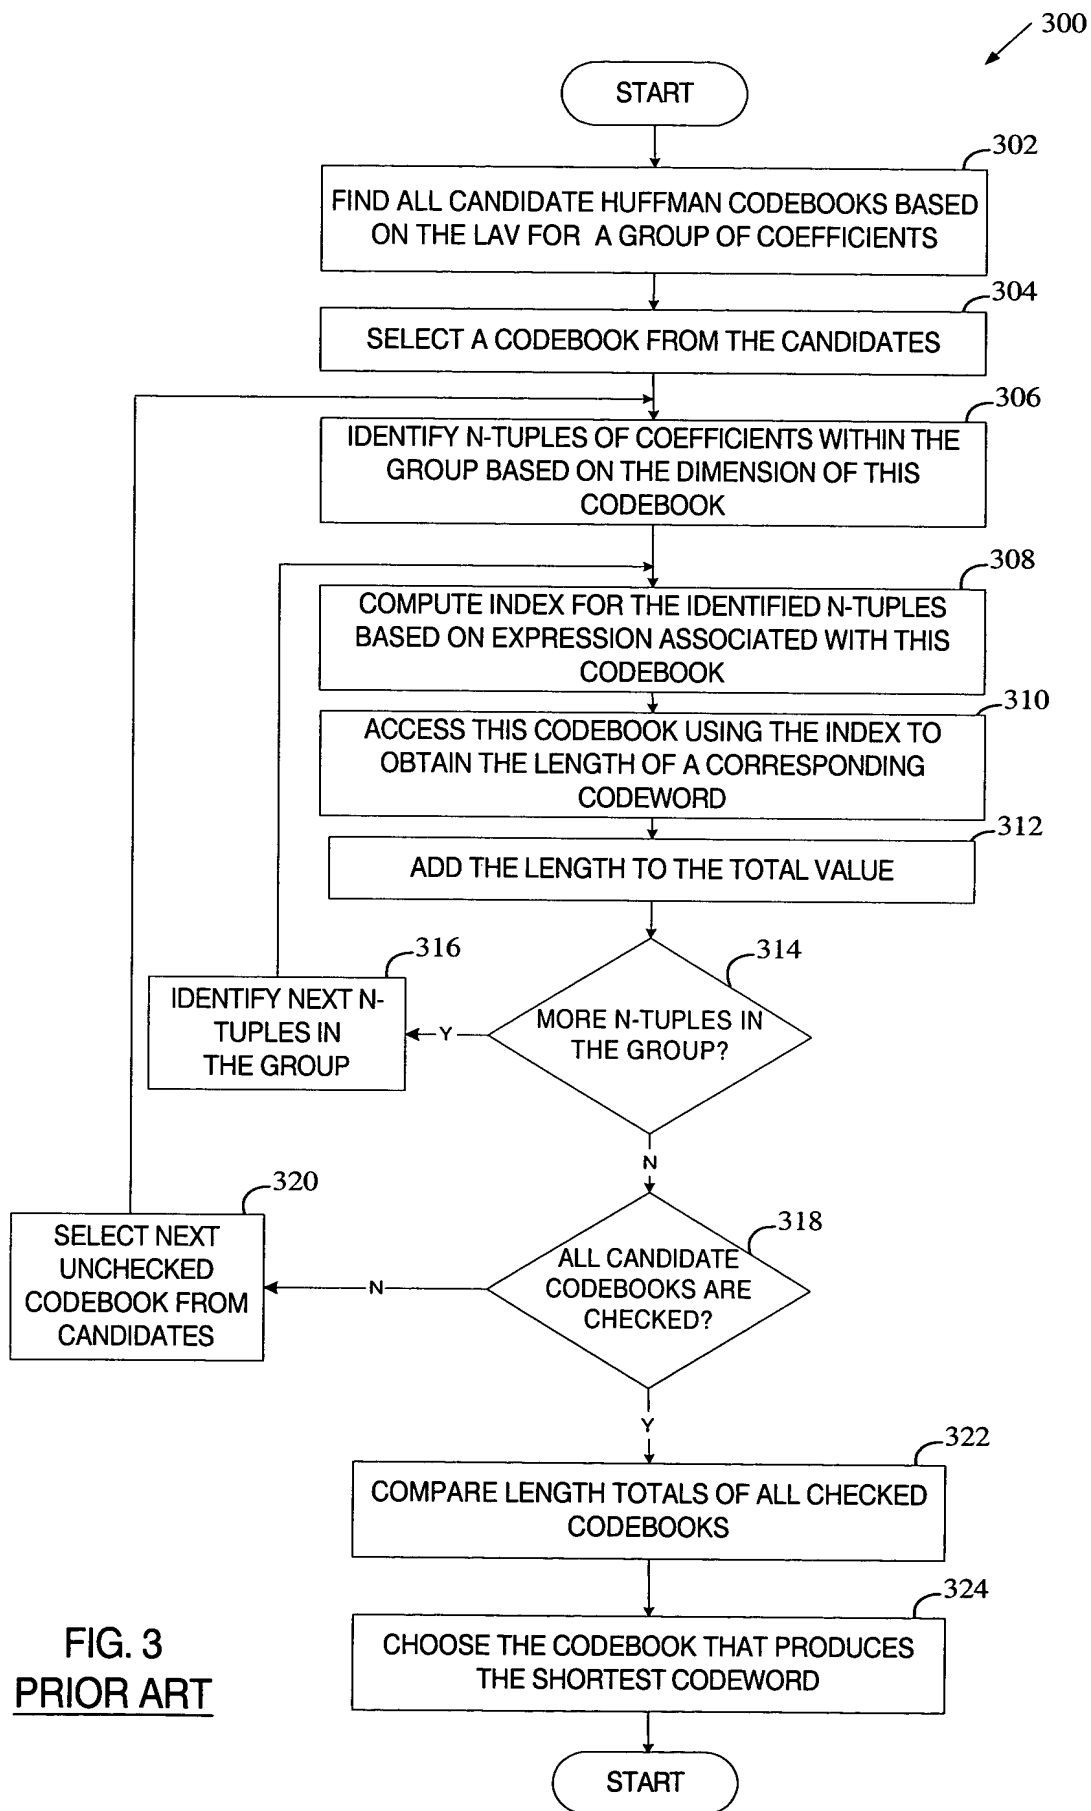 300
START
302
FIND ALL CANDIDATE HUFFMAN CODEBOOKS BASED
ON THE LAV FOR A GROUP OF COEFFICIENTS
304
SELECT A CODEBOOK FROM THE CANDIDATES
306
IDENTIFY N-TUPLES OF COEFFICIENTS WITHIN THE
GROUP BASED ON THE DIMENSION OF THIS
CODEBOOK
308
COMPUTE INDEX FOR THE IDENTIFIED N-TUPLES
BASED ON EXPRESSION ASSOCIATED WITH THIS
CODEBOOK
310
ACCESS THIS CODEBOOK USING THE INDEX TO
OBTAIN THE LENGTH OF A CORRESPONDING
CODEWORD
312
ADD THE LENGTH TO THE TOTAL VALUE
314
MORE N-TUPLES IN
THE GROUP?
Y
316
IDENTIFY NEXT N-
TUPLES IN
THE GROUP
N
318
ALL CANDIDATE
CODEBOOKS ARE
CHECKED?
N
320
SELECT NEXT
UNCHECKED
CODEBOOK FROM
CANDIDATES
Y
322
COMPARE LENGTH TOTALS OF ALL CHECKED
CODEBOOKS
324
CHOOSE THE CODEBOOK THAT PRODUCES
THE SHORTEST CODEWORD
START
FIG. 3
PRIOR ART